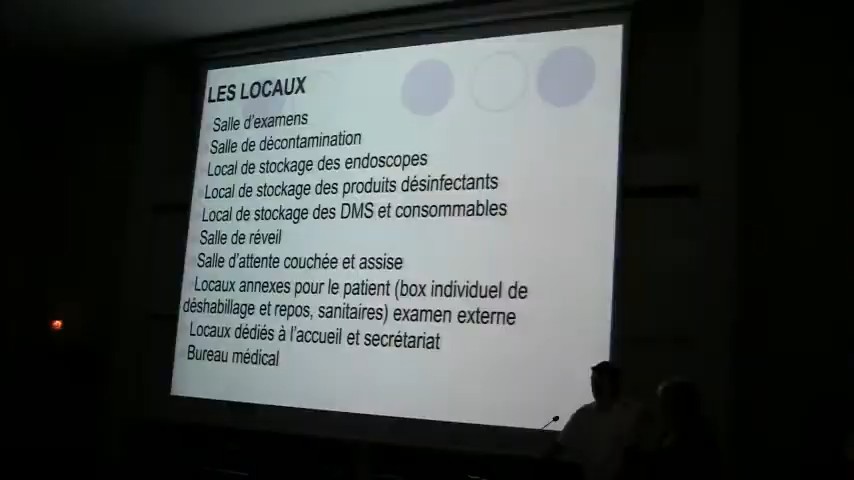 LES LOCAUX
Salle d'examens
Salle de décontamination
Local de stockage des endoscopes
Local de stockage des produits désinfectants
Local de stockage des DMS et consommables
Salle de réveil
Salle d'attente couchée et assise
Locaux annexes pour le patient (box individuel de
déshabillage et repos, sanitaires) examen externe
Locaux dédiés à l'accueil et secrétariat
Bureau médical